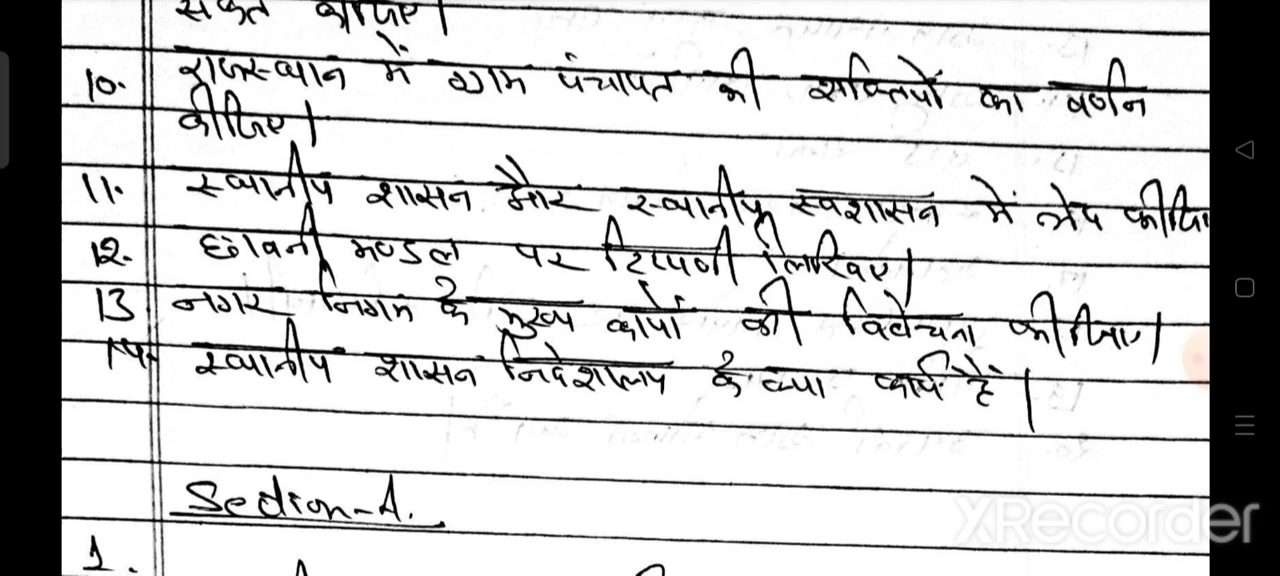 संकेत कीजिए।
10. राजस्थान में ग्राम पंचायत की शक्तियों का वर्णन
कीजिए।
11. स्थानीय शासन और स्थानीय स्वशासन में भेद कीजि
12. छावनी मण्डल पर टिप्पणी लिखिए।
13 नगर निगम के मुख्य कार्यो की विवेचना कीजिए।
14. स्थानीय शासन निदेशालय के क्या कार्य है।
Section-A.
1.
XRecorder